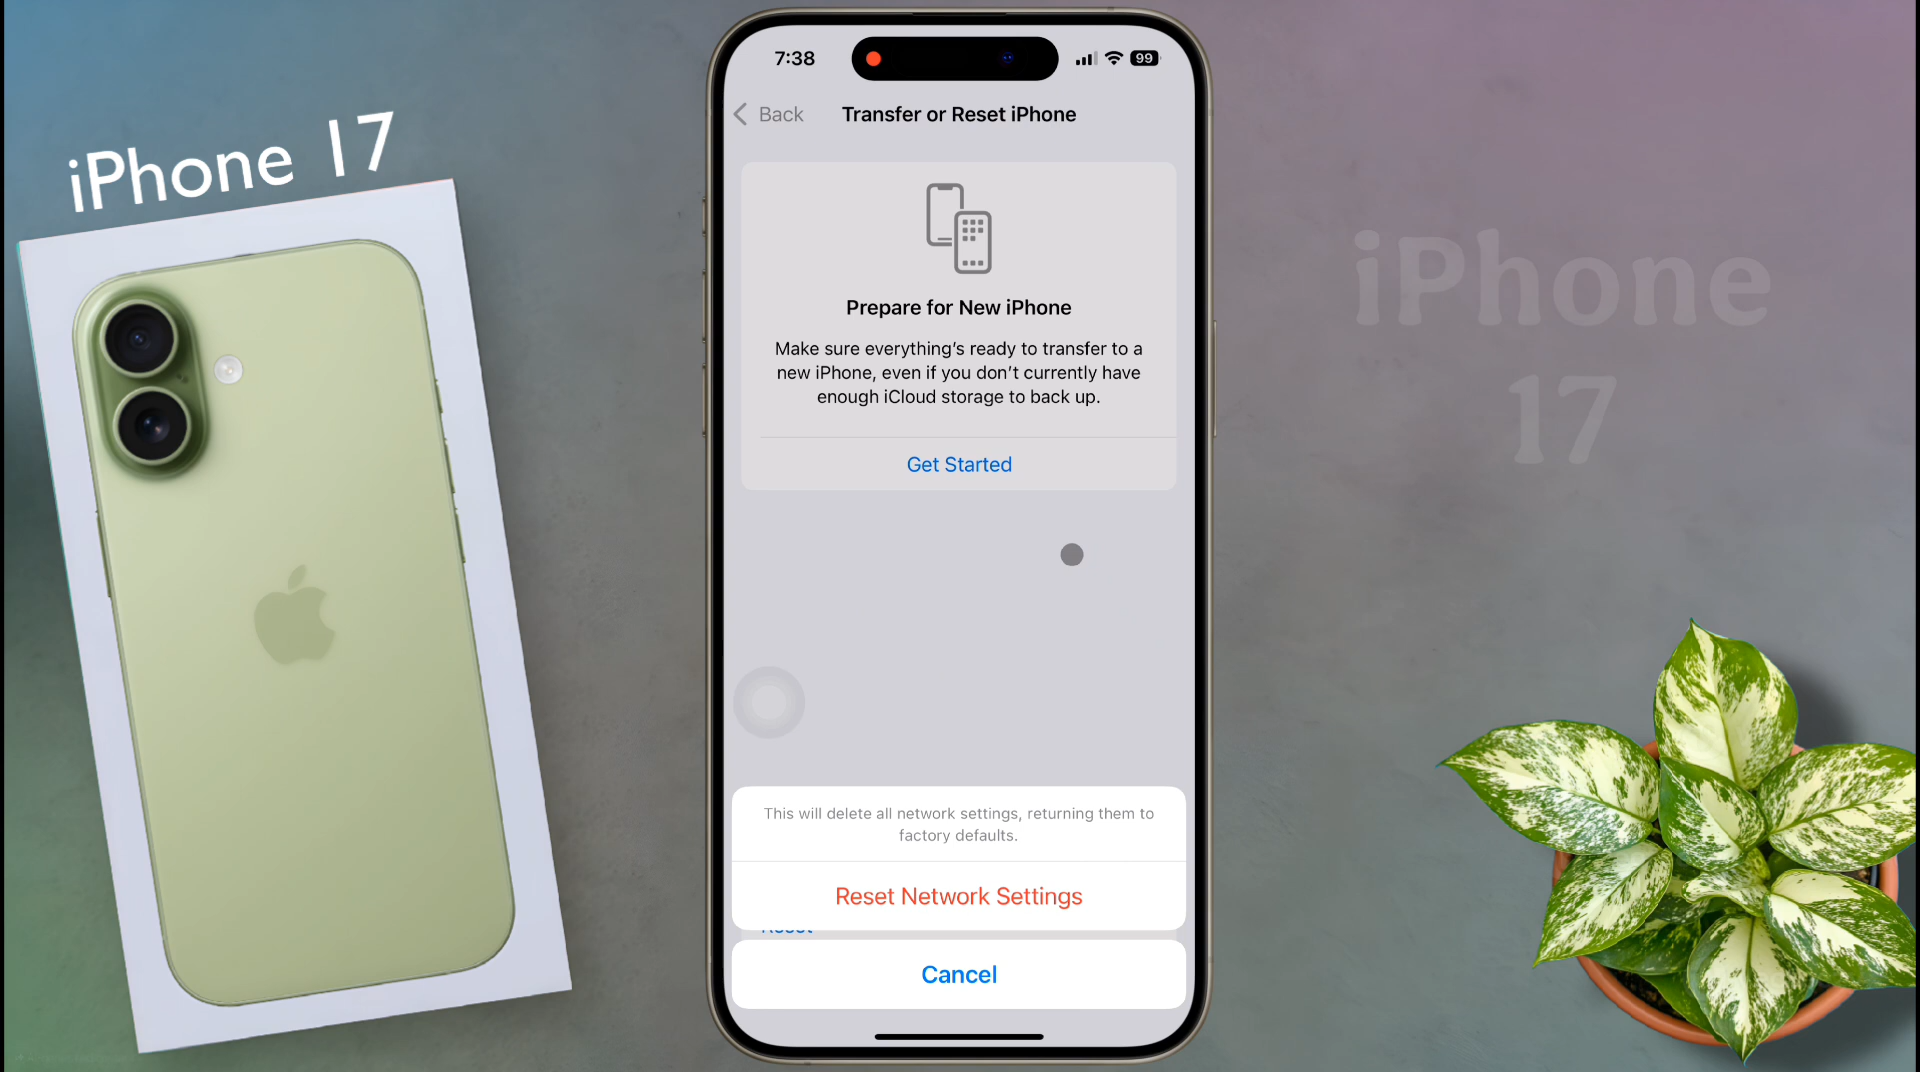 iPhone 17
7:38
99
Back
Transfer or Reset iPhone
Prepare for New iPhone
Make sure everything's ready to transfer to a
new iPhone, even if you don't currently have
enough iCloud storage to back up.
Get Started
This will delete all network settings, returning them to
factory defaults.
Reset Network Settings
Reset
Cancel
iPhone
17